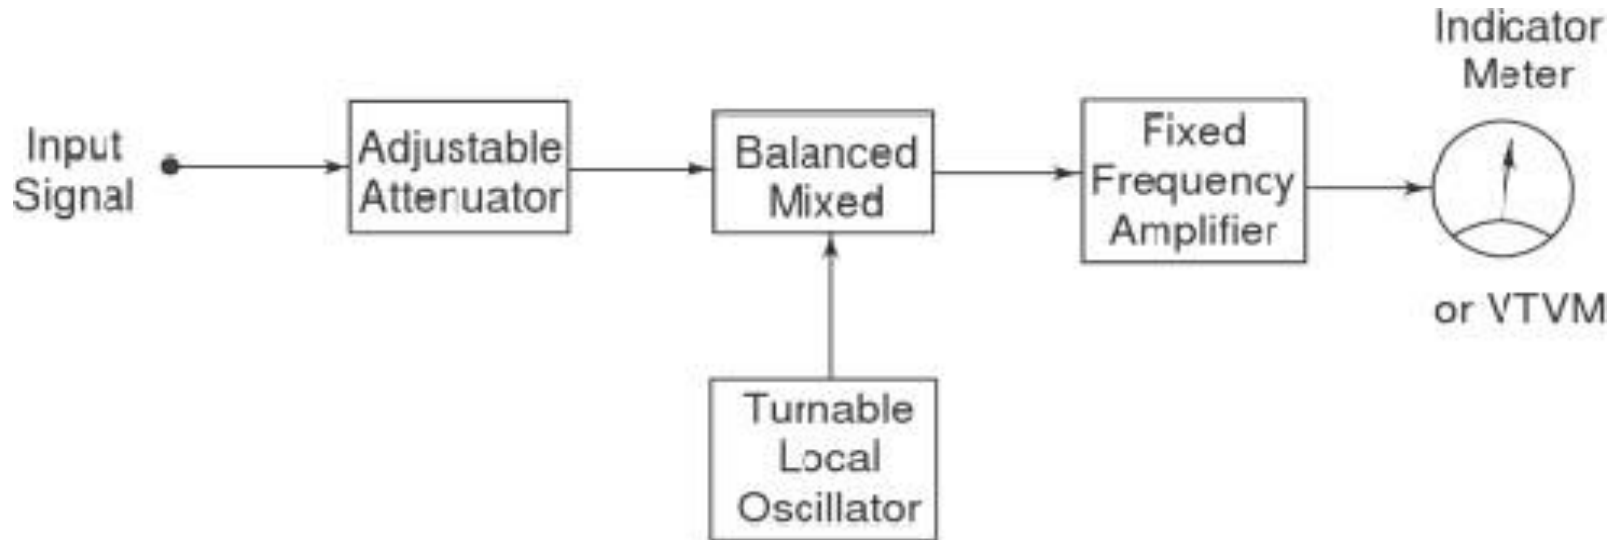 Input
Signal
Adjustable
Attenuator
Balanced
Mixed
Fixed
Frequency
Amplifier
Indicator
Meter
or VTVM
Turnable
Local
Oscillator